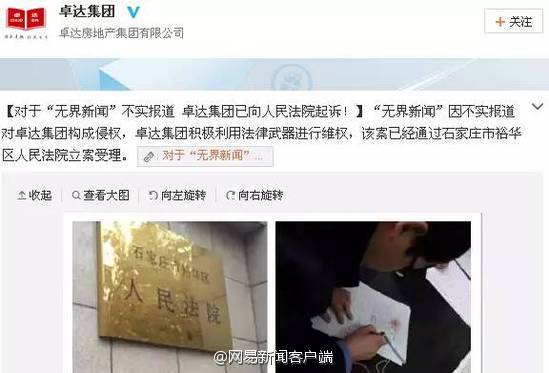 卓达集团
卓达房地产集团有限公司
+ 关注
【对于“无界新闻”不实报道 卓达集团已向人民法院起诉！】“无界新闻”因不实报道
对卓达集团构成侵权，卓达集团积极利用法律武器进行维权，该案已经通过石家庄市裕华
区人民法院立案受理。 对于“无界新闻”...
收起 查看大图 向左旋转 向右旋转
石家庄市裕华区
人民法院
@网易新闻客户端